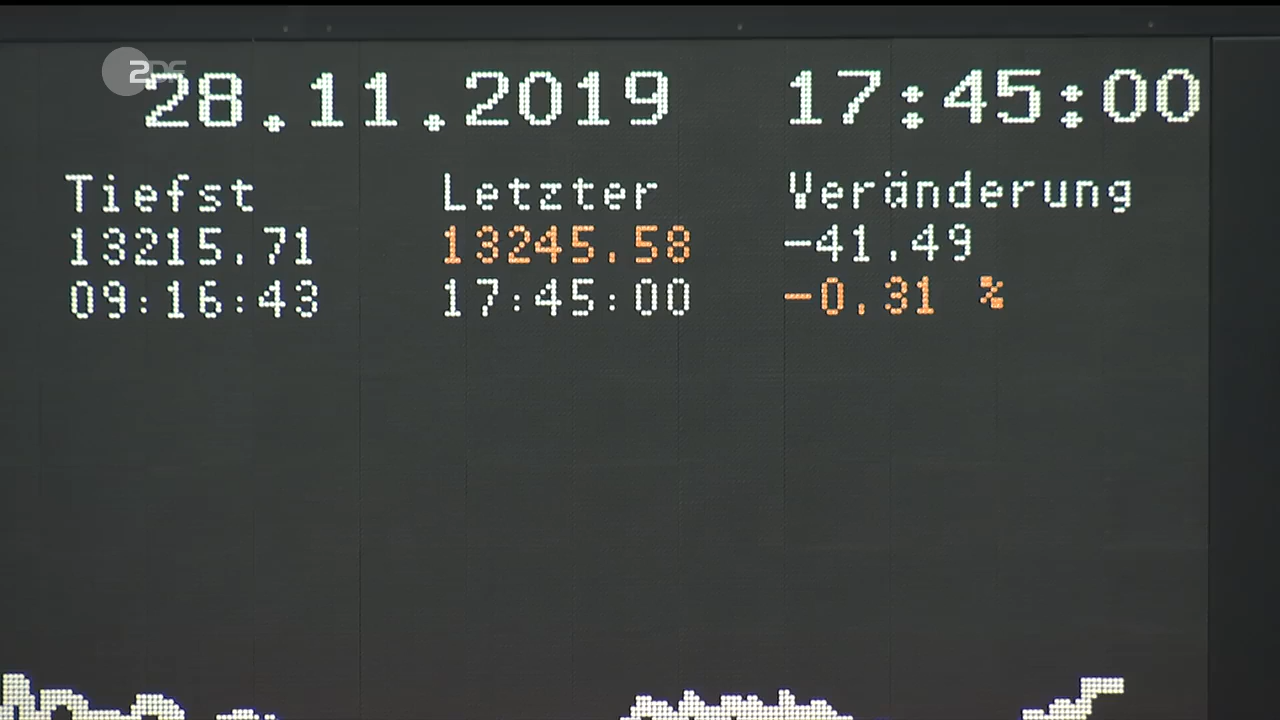 ZDF
28.11.2019 17:45:00
Tiefst Letzter Veränderung
13215.71 13245.58 -41.49
09:16:43 17:45:00 -0.31 %